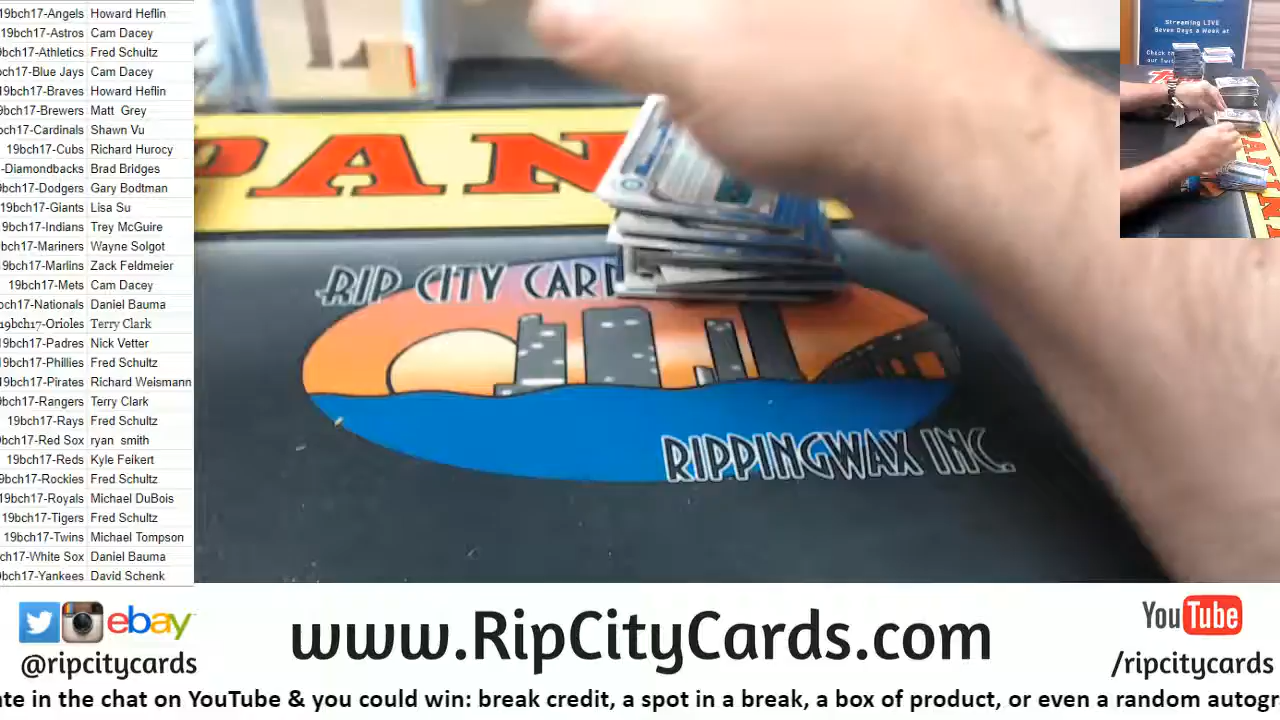 19bch17-Angels Howard Heflin
19bch17-Astros Cam Dacey
19bch17-Athletics Fred Schultz
bch17-Blue Jays Cam Dacey
19bch17-Braves Howard Heflin
9bch17-Brewers Matt Grey
bch17-Cardinals Shawn Vu
19bch17-Cubs Richard Hurocy
-Diamondbacks Brad Bridges
9bch17-Dodgers Gary Bodtman
19bch17-Giants Lisa Su
19bch17-Indians Trey McGuire
bch17-Mariners Wayne Solgot
9bch17-Marlins Zack Feldmeier
19bch17-Mets Cam Dacey
bch17-Nationals Daniel Bauma
19bch17-Orioles Terry Clark
19bch17-Padres Nick Vetter
9bch17-Phillies Fred Schultz
19bch17-Pirates Richard Weismann
9bch17-Rangers Terry Clark
19bch17-Rays Fred Schultz
9bch17-Red Sox ryan smith
19bch17-Reds Kyle Feikert
9bch17-Rockies Fred Schultz
19bch17-Royals Michael DuBois
19bch17-Tigers Fred Schultz
19bch17-Twins Michael Tompson
ch17-White Sox Daniel Bauma
9bch17-Yankees David Schenk
PAN
RIP CITY CAR
RIPPINGWAX INC.
Streaming LIVE
Seven Days a Week at
Check
ebay
@ripcitycards
www.RipCityCards.com
YouTube
/ripcitycards
ate in the chat on YouTube & you could win: break credit, a spot in a break, a box of product, or even a random autogr